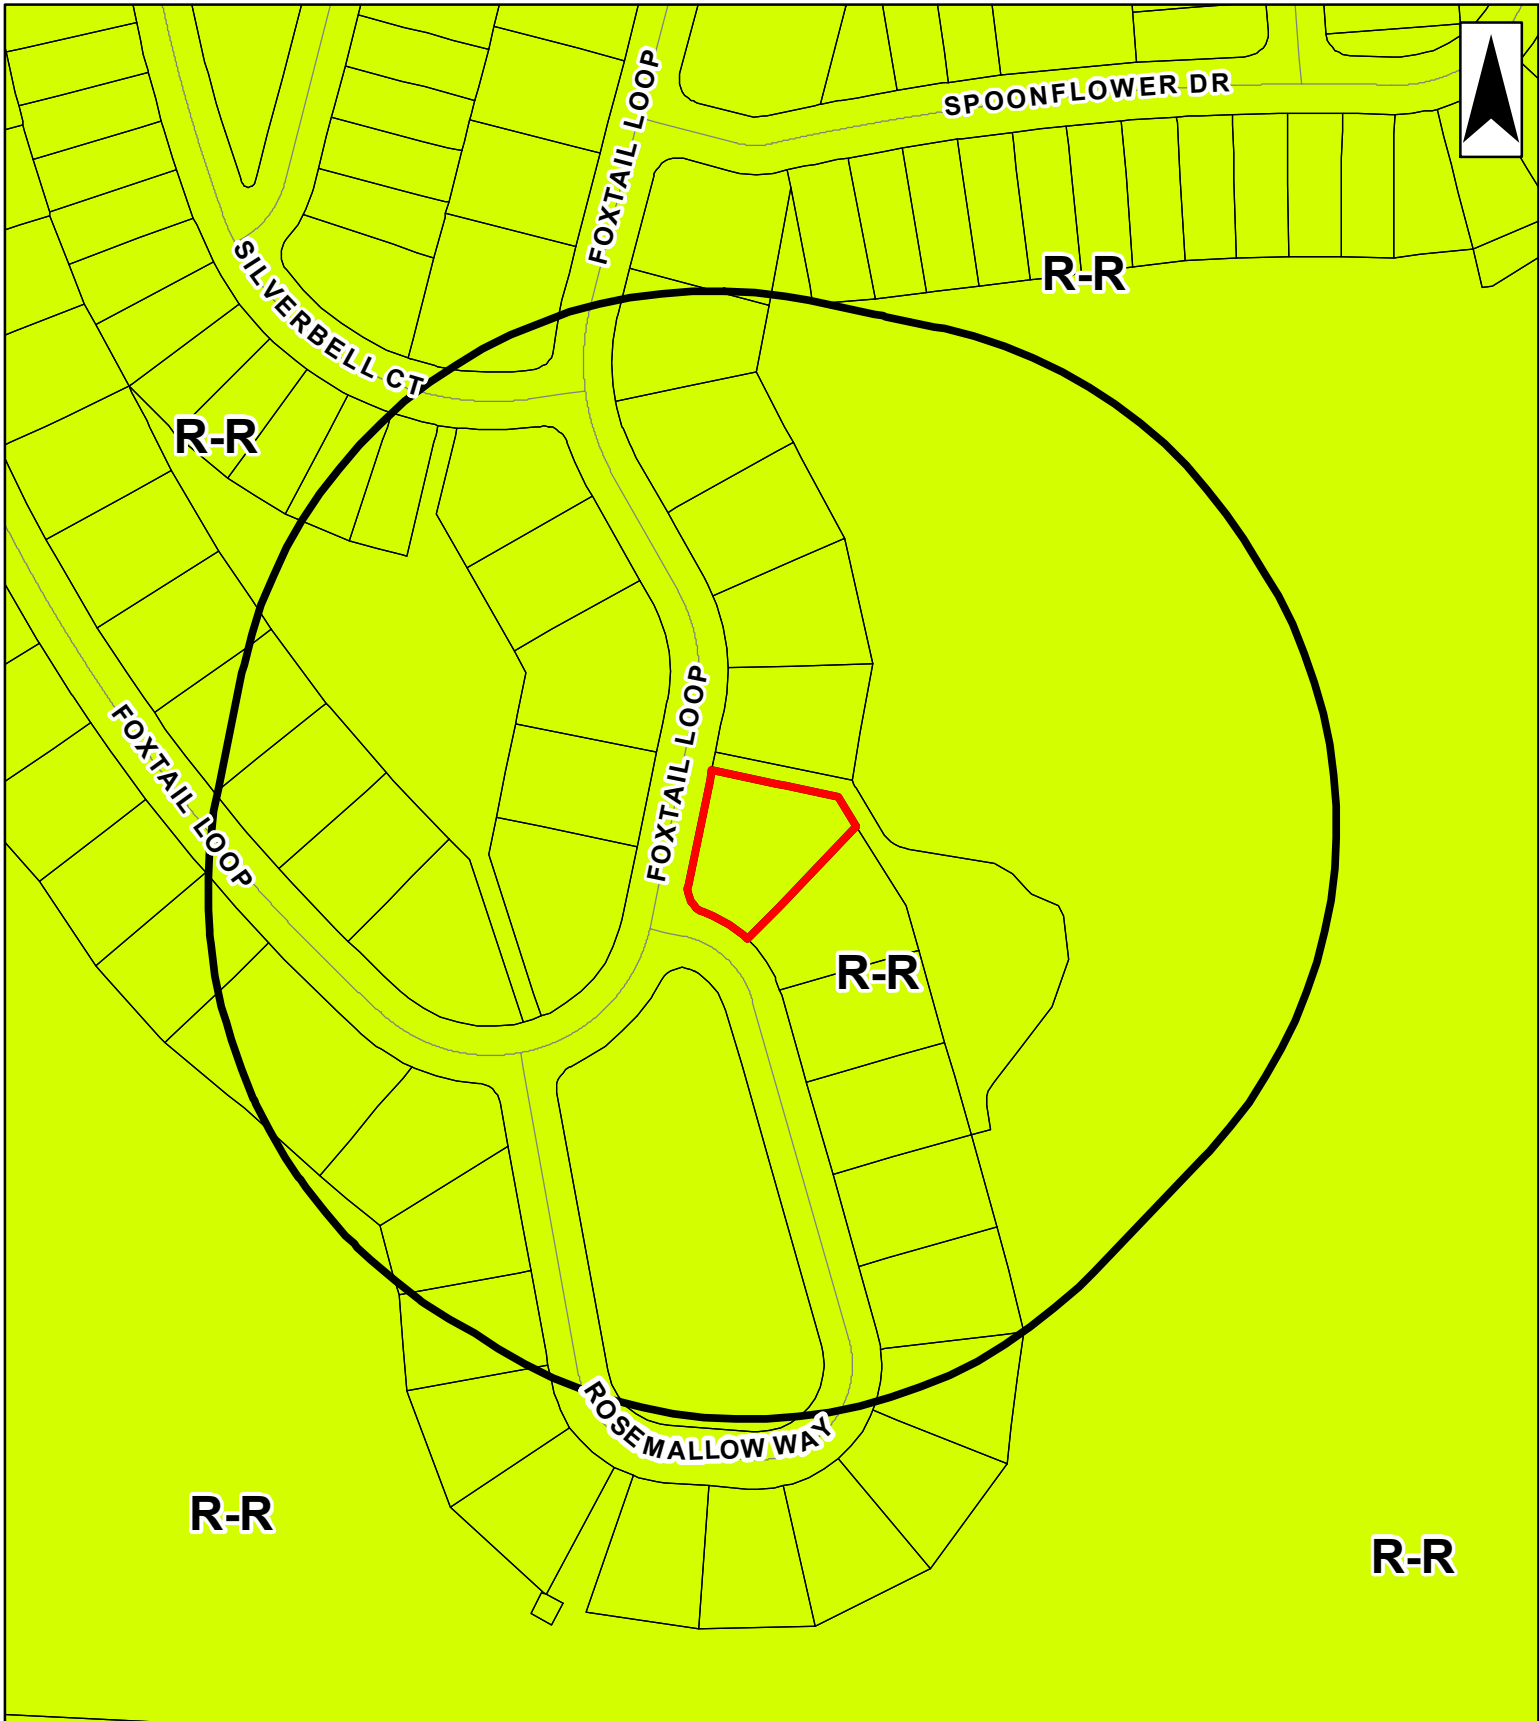 FOXTAIL LOOP
SPOONFLOWER DR
R-R
SILVERBELL CT
R-R
FOXTAIL LOOP
FOXTAIL LOOP
R-R
ROSEMALLOW WAY
R-R
R-R